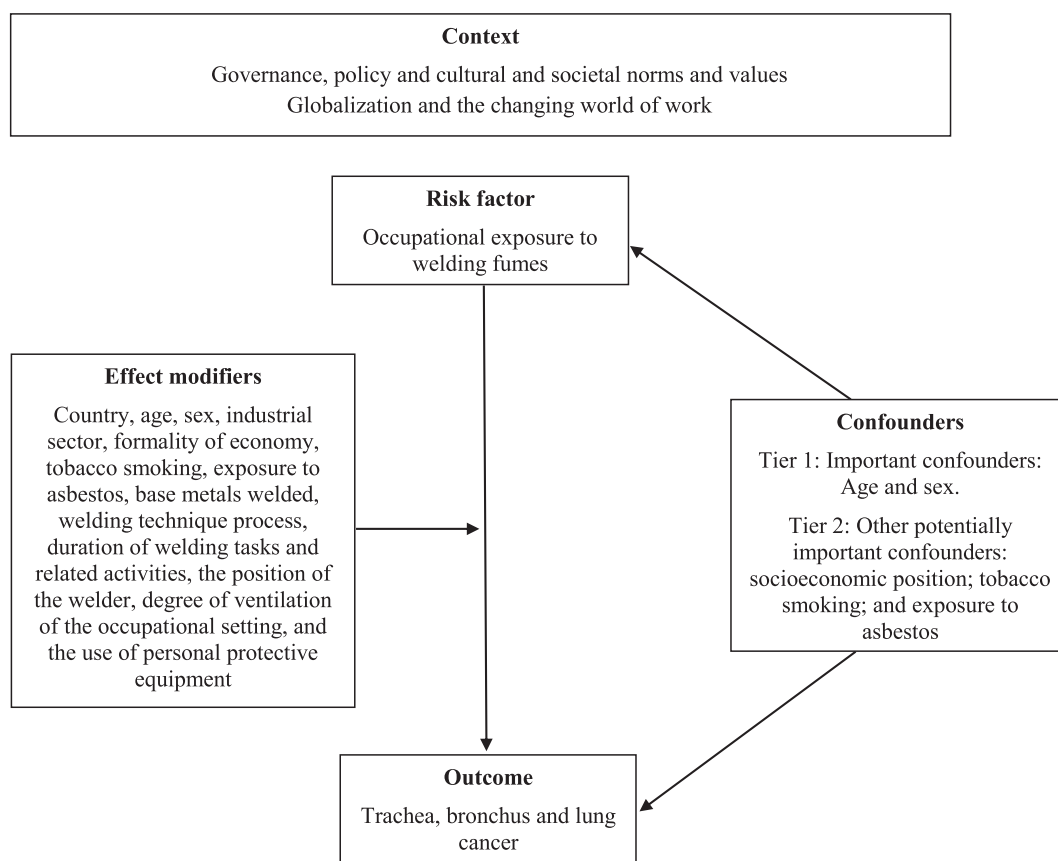 Context
Governance, policy and cultural and societal norms and values
Globalization and the changing world of work
Risk factor
Occupational exposure to
welding fumes
Effect modifiers
Country, age, sex, industrial
sector, formality of economy,
tobacco smoking, exposure to
asbestos, base metals welded,
welding technique process,
duration of welding tasks and
related activities, the position of
the welder, degree of ventilation
of the occupational setting, and
the use of personal protective
equipment
Confounders
Tier 1: Important confounders:
Age and sex.
Tier 2: Other potentially
important confounders:
socioeconomic position; tobacco
smoking; and exposure to
asbestos
Outcome
Trachea, bronchus and lung
cancer